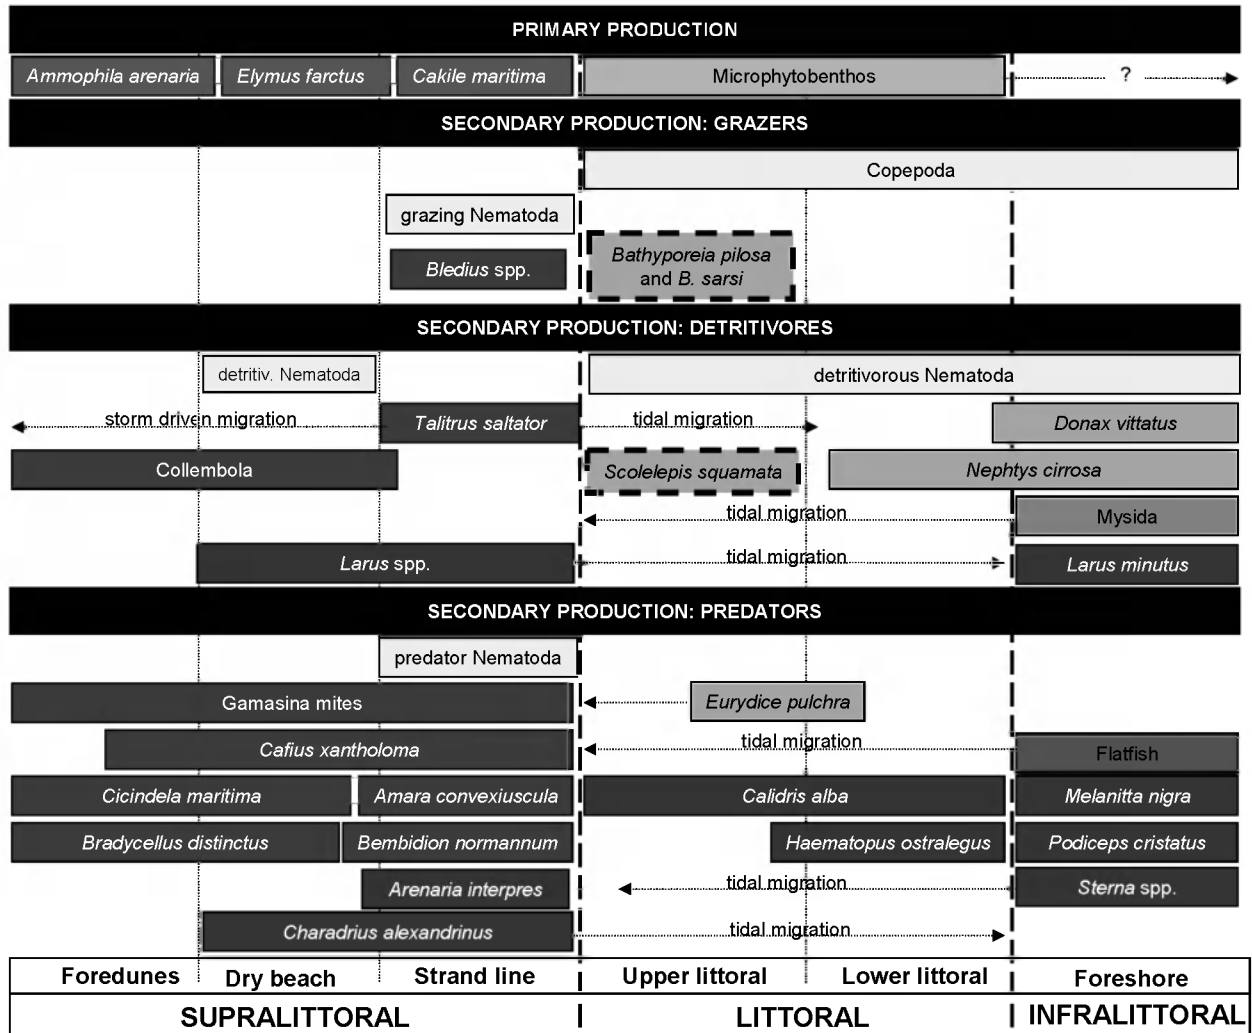 PRIMARY PRODUCTION
Ammophila arenaria Elymus farctus Cakile maritima Microphytobenthos ?
SECONDARY PRODUCTION: GRAZERS
Copepoda
grazing Nematoda
Bledius spp. Bathyporeia pilosa
and B. sarsi
SECONDARY PRODUCTION: DETRITIVORES
detritiv. Nematoda detritivorous Nematoda
storm driven migration Talitrus saltator tidal migration Donax vittatus
Collembola Scolelepis squamata Nephtys cirrosa
tidal migration Mysida
Larus spp. tidal migration Larus minutus
SECONDARY PRODUCTION: PREDATORS
predator Nematoda
Gamasina mites Eurydice pulchra
Cafius xantholoma tidal migration Flatfish
Cicindela maritima Amara convexiuscula Calidris alba Melanitta nigra
Bradycellus distinctus Bembidion normannum Haematopus ostralegus Podiceps cristatus
Arenaria interpres tidal migration Sterna spp.
Charadrius alexandrinus tidal migration
Foredunes Dry beach Strand line Upper littoral Lower littoral Foreshore
SUPRALITTORAL LITTORAL INFRALITTORAL